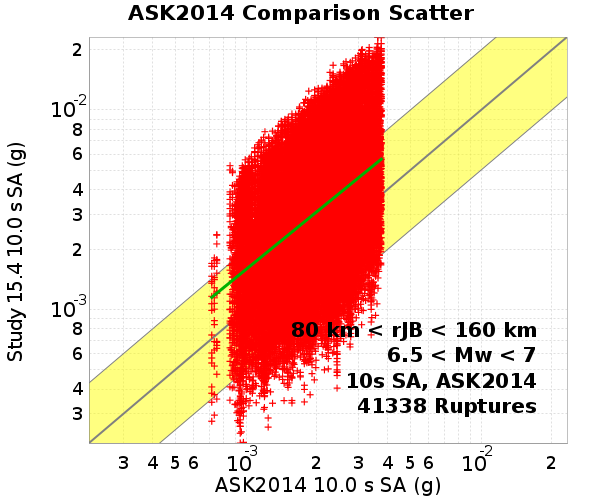 ASK2014 Comparison Scatter
Study 15.4 10.0 s SA (g)
2
10-2
8
6
4
3
2
10-3
8
6
4
3
80 km < rJB < 160 km
6.5 < Mw < 7
10s SA, ASK2014
41338 Ruptures
3 4 5 6 10-3 2 3 4 5 6 10-2 2
ASK2014 10.0 s SA (g)